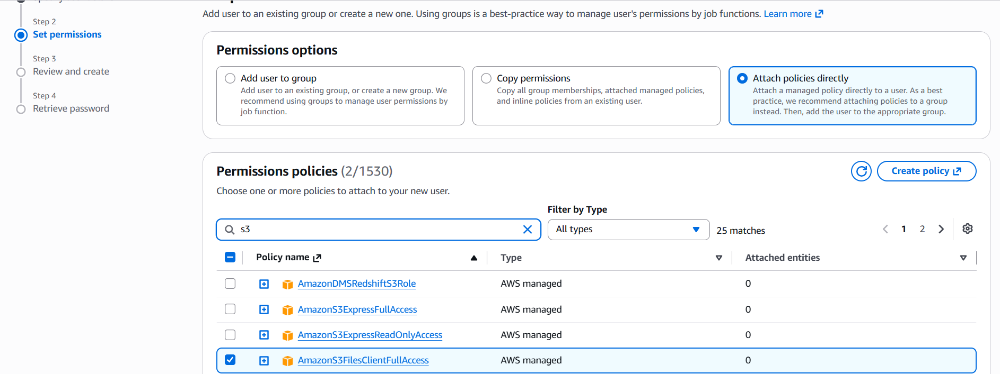 Step 2
Set permissions
Step 3
Review and create
Step 4
Retrieve password
Add user to an existing group or create a new one. Using groups is a best-practice way to manage user's permissions by job functions. Learn more
Permissions options
Add user to group
Add user to an existing group, or create a new group. We
recommend using groups to manage user permissions by
job function.
Copy permissions
Copy all group memberships, attached managed policies,
and inline policies from an existing user.
Attach policies directly
Attach a managed policy directly to a user. As a best
practice, we recommend attaching policies to a group
instead. Then, add the user to the appropriate group.
Permissions policies (2/1530)
Create policy
Choose one or more policies to attach to your new user.
Filter by Type
s3
All types
25 matches
1 2
Policy name Type Attached entities
AmazonDMSRedshiftS3Role AWS managed 0
AmazonS3ExpressFullAccess AWS managed 0
AmazonS3ExpressReadOnlyAccess AWS managed 0
AmazonS3FilesClientFullAccess AWS managed 0